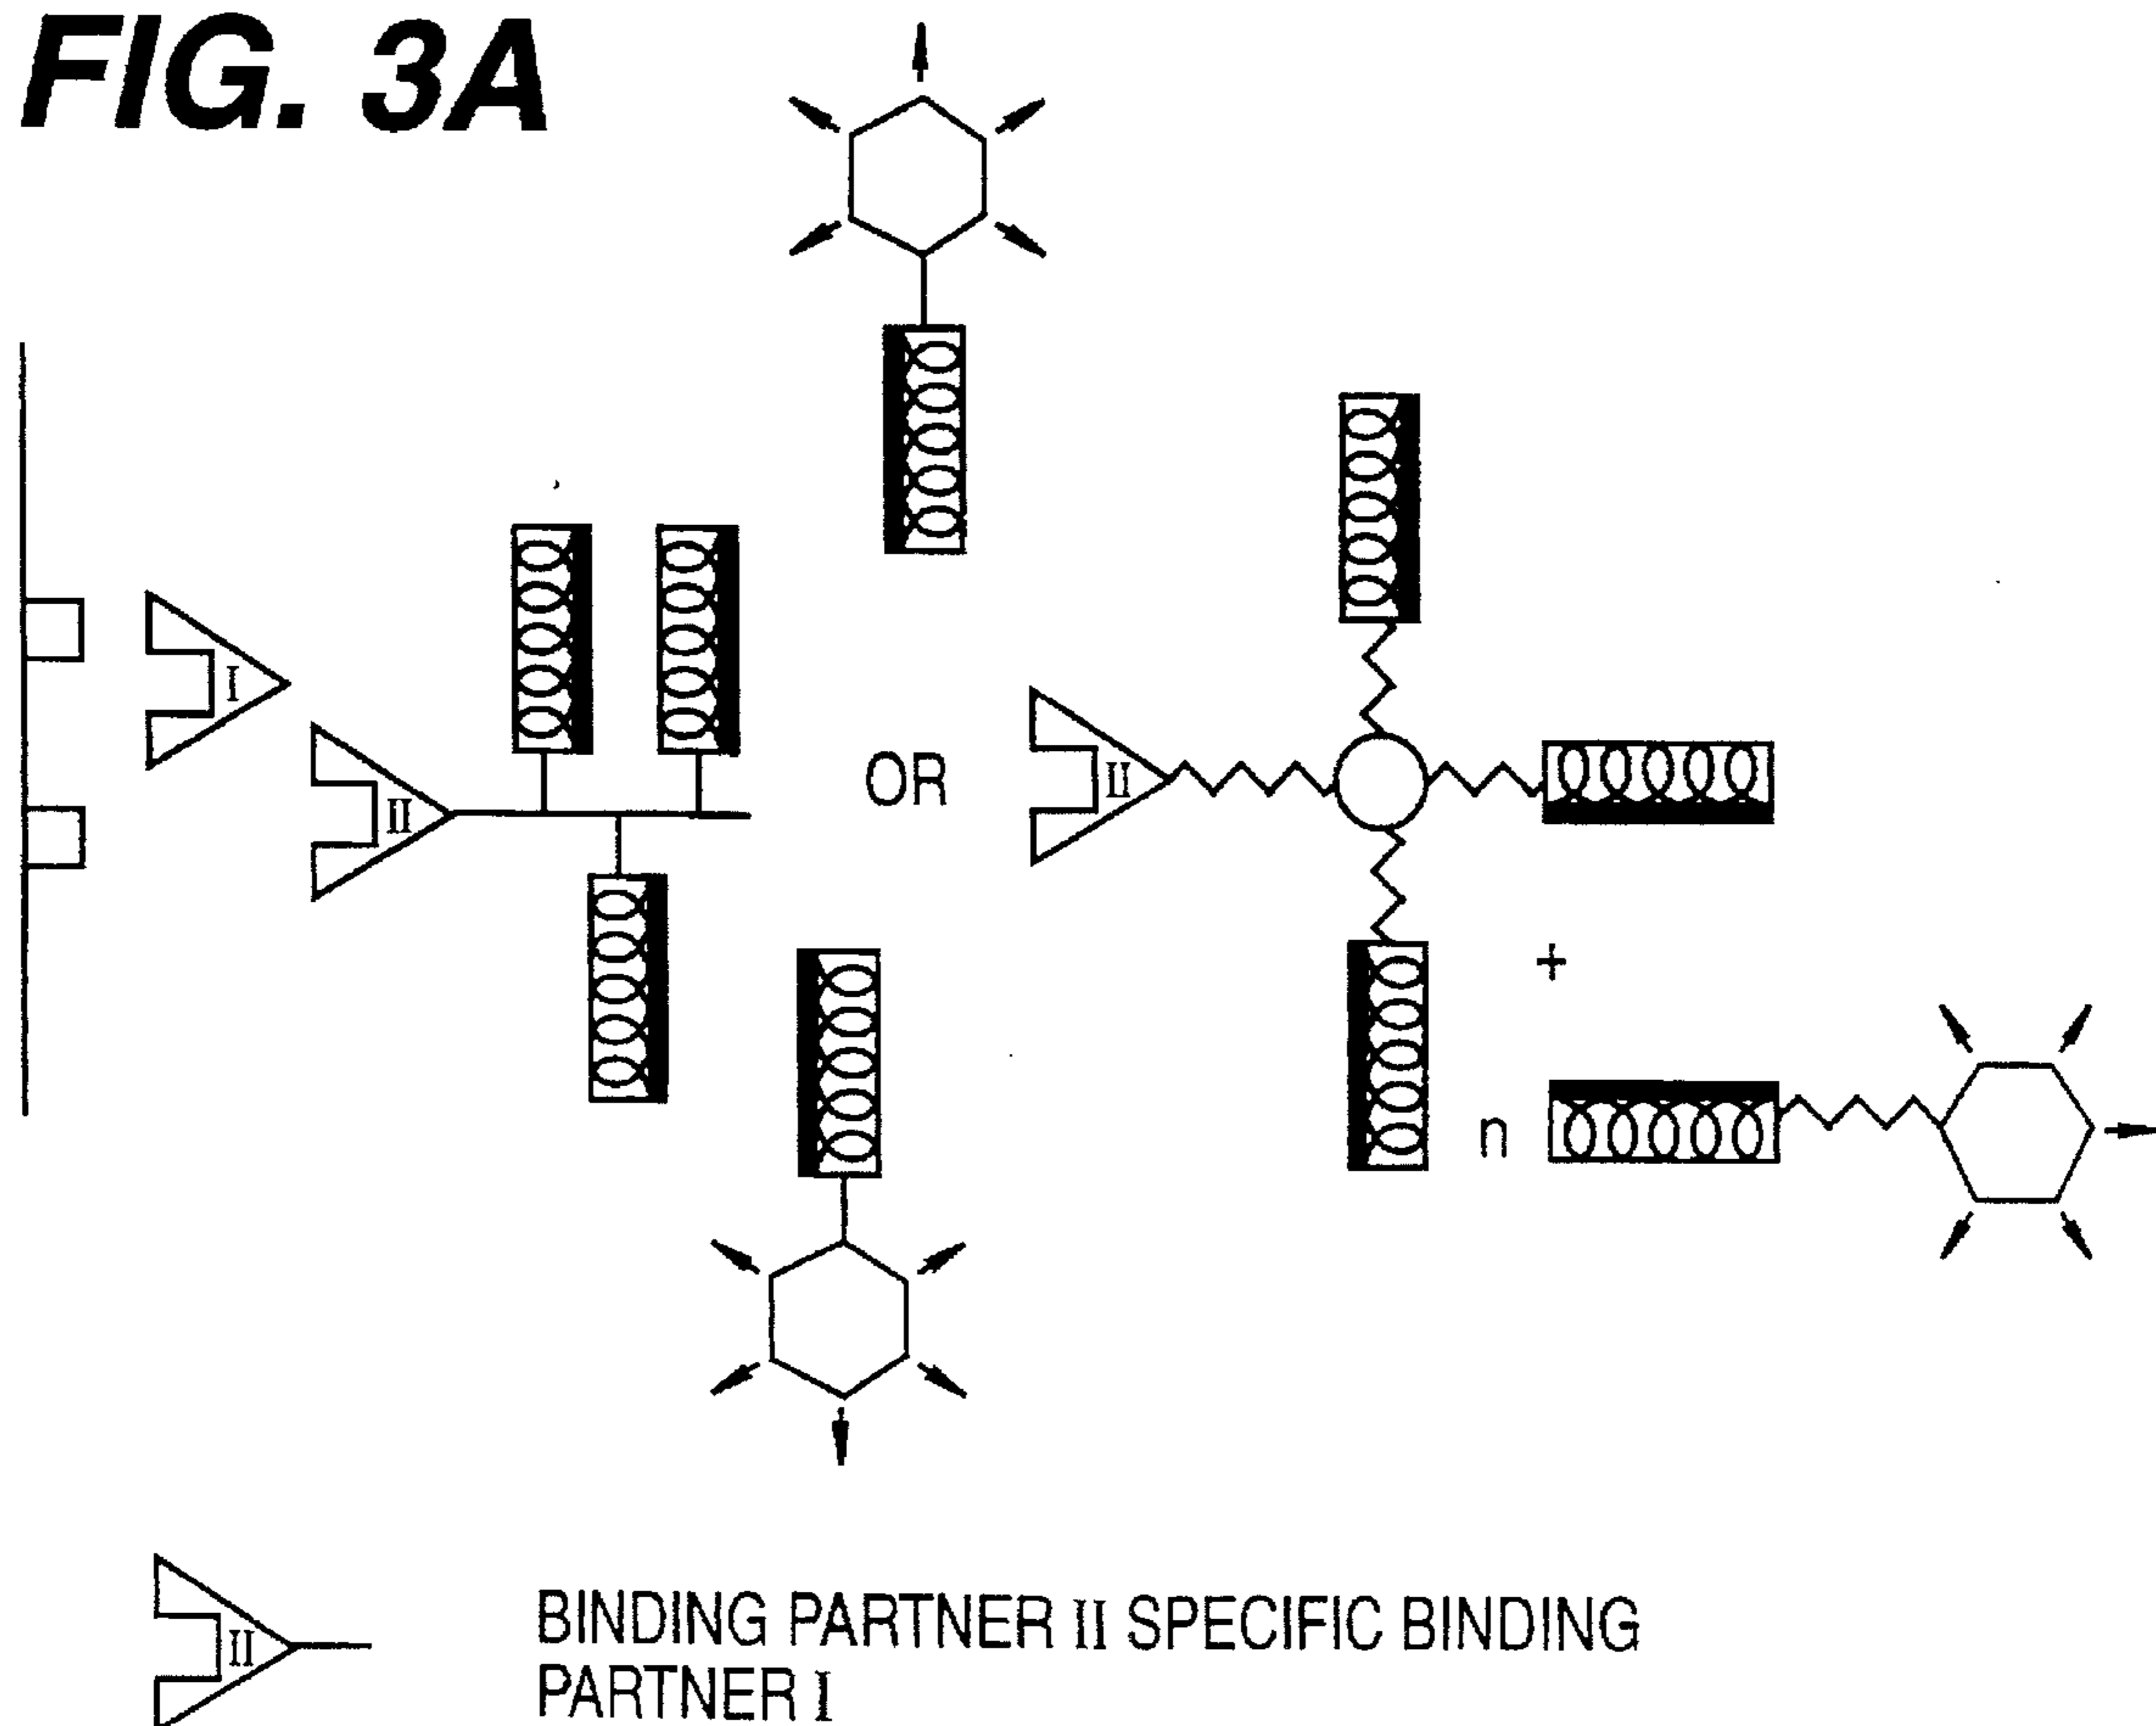 FIG. 3A
I
II
OR
II
+
n
II
BINDING PARTNER II SPECIFIC BINDING
PARTNER I